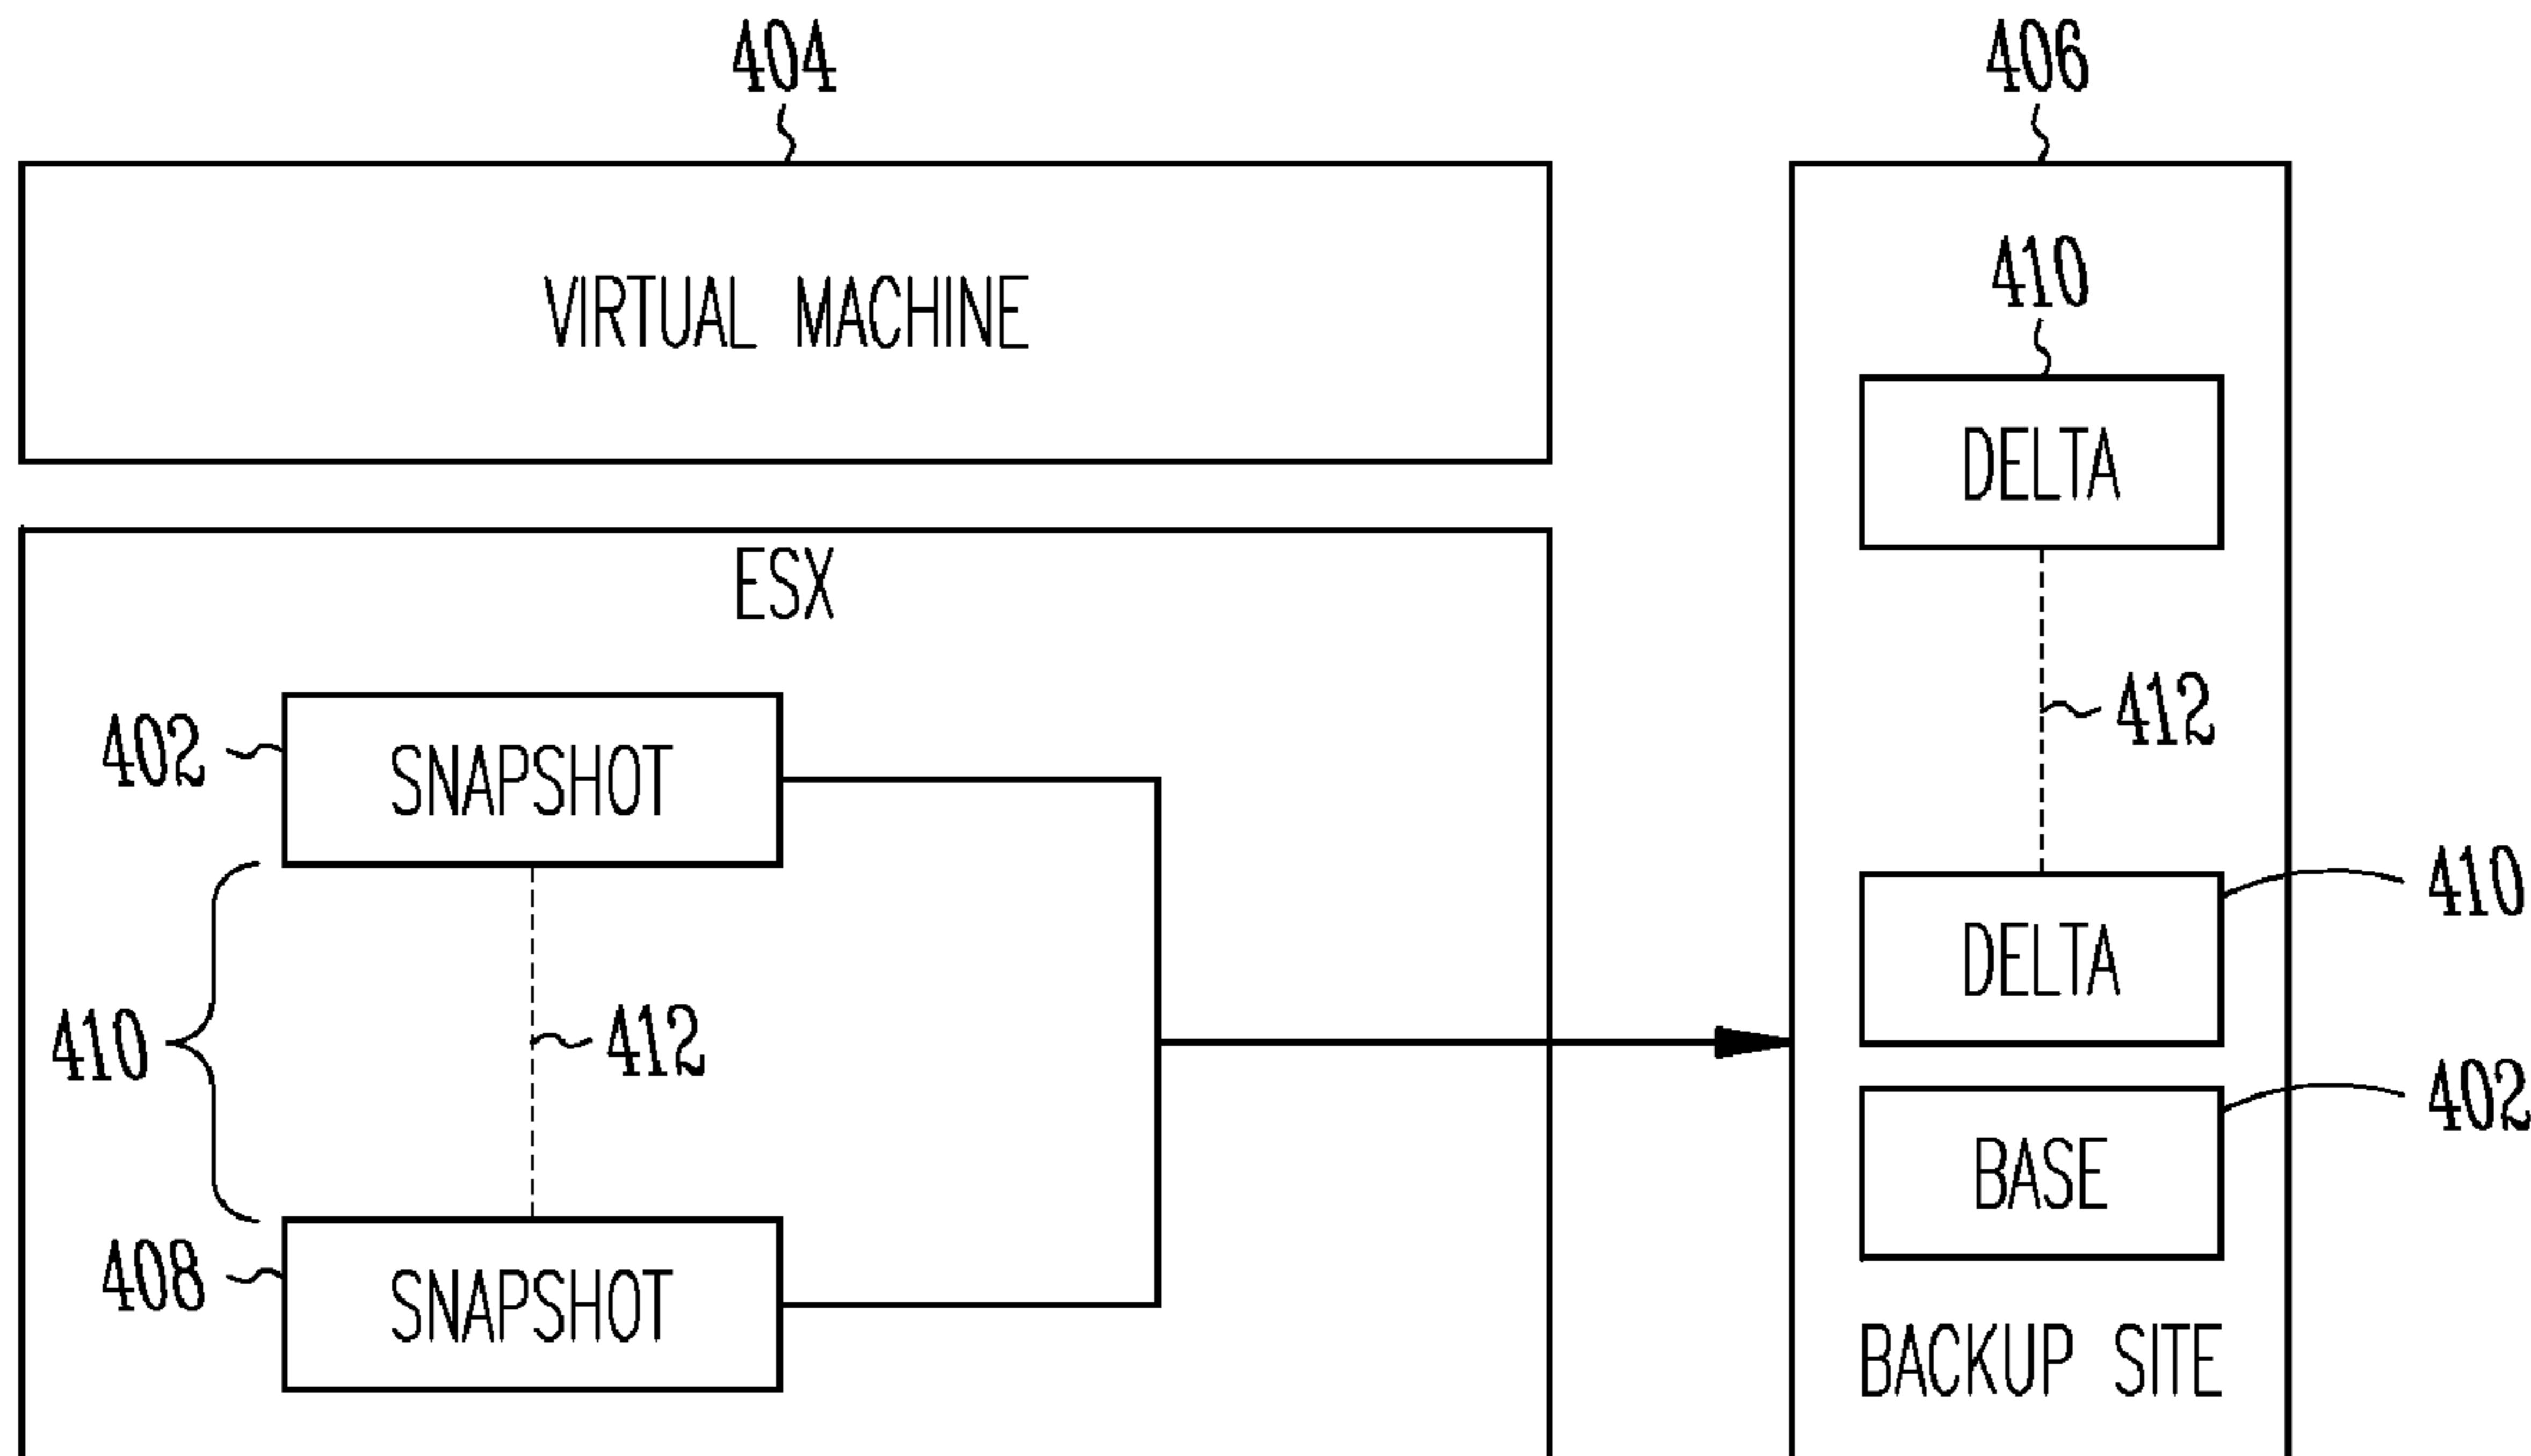 404
406
VIRTUAL MACHINE
410
DELTA
ESX
402
SNAPSHOT
412
410
412
DELTA
410
408
SNAPSHOT
BASE
402
BACKUP SITE